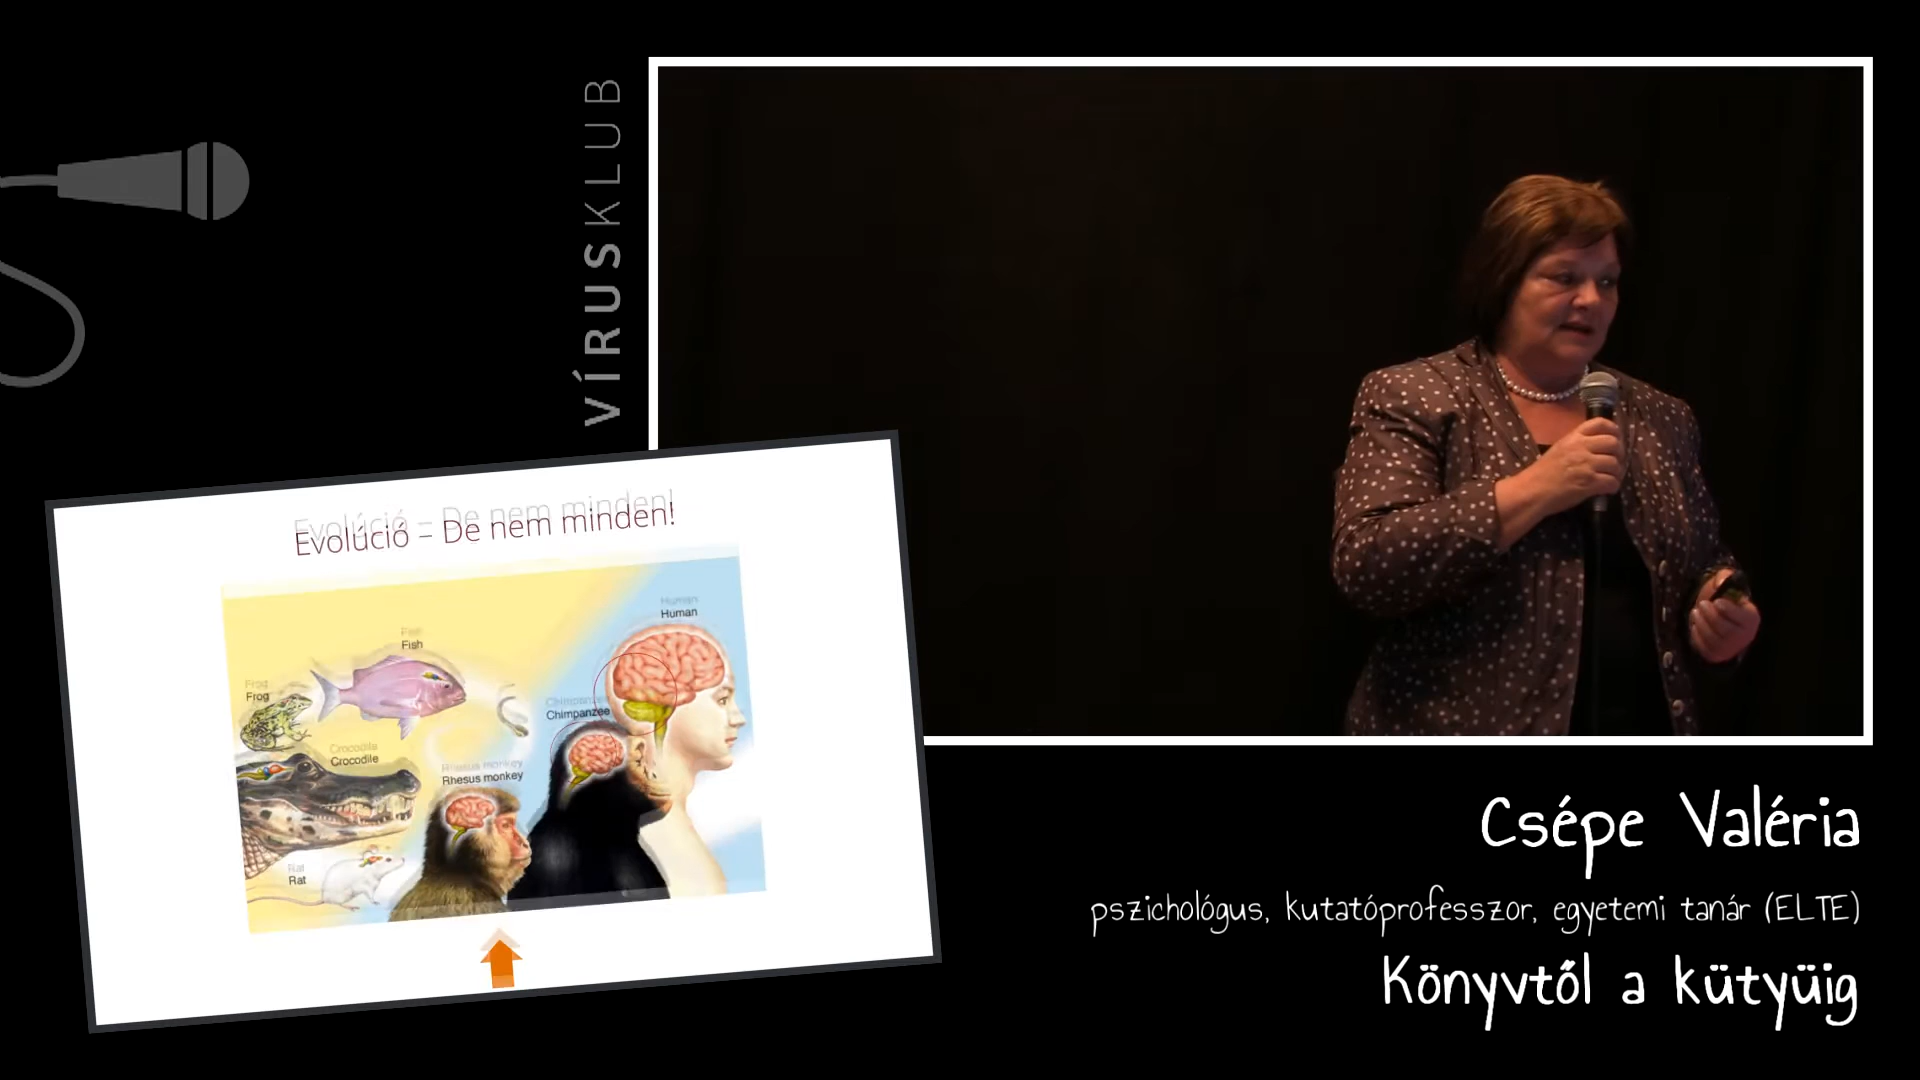 VÍRUSKLUB
Evolúció – De nem minden!
Human
Fish
Frog
Chimpanzee
Crocodile
Rhesus monkey
Rat
Csépe Valéria
pszichológus, kutatóprofesszor, egyetemi tanár (ELTE)
Könyvtől a kütyüig